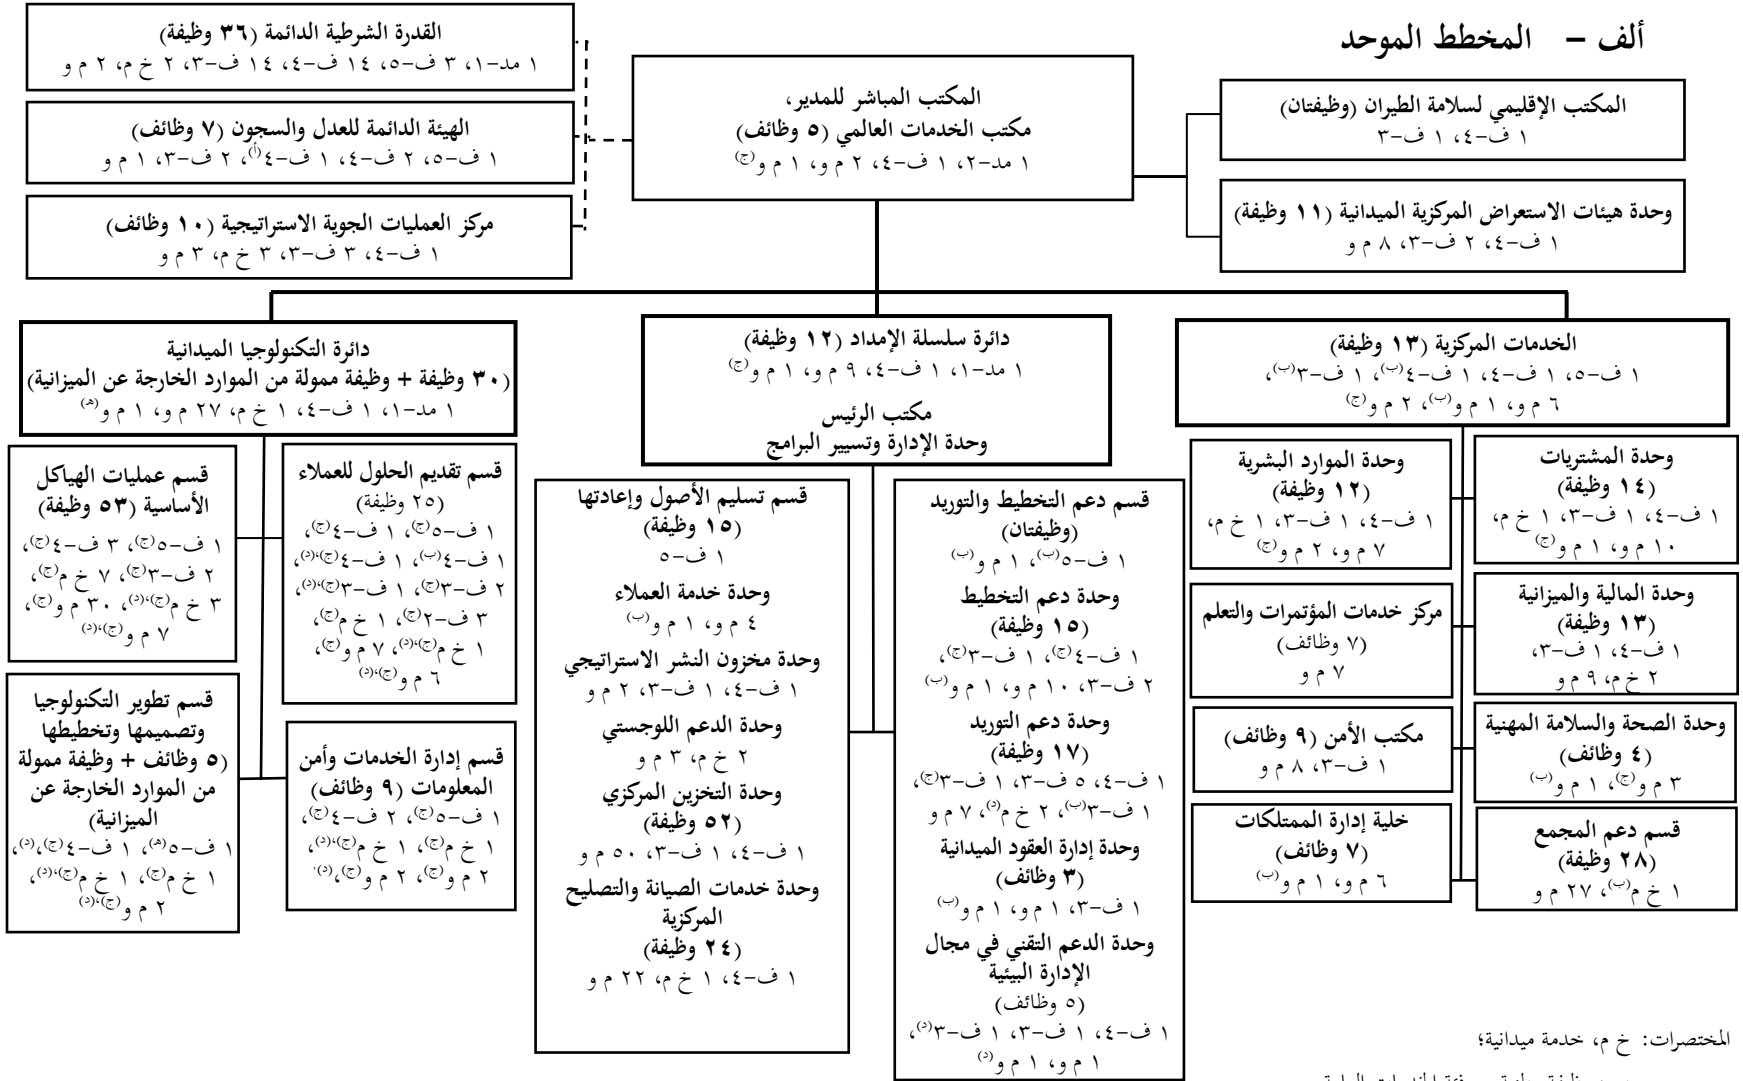 ألف – المخطط الموحد
القدرة الشرطية الدائمة (٣٦ وظيفة)
١ مد-١، ٣ ف-٥، ١٤ ف-٤، ١٤ ف-٣، ٢ خ م، ٢ م و
الهيئة الدائمة للعدل والسجون (٧ وظائف)
١ ف-٥، ٢ ف-٤، ١ ف-٤(أ)، ٢ ف-٣، ١ م و
مركز العمليات الجوية الاستراتيجية (١٠ وظائف)
١ ف-٤، ٣ ف-٣، ٣ خ م، ٣ م و
المكتب المباشر للمدير،
مكتب الخدمات العالمي (٥ وظائف)
١ مد-٢، ١ ف-٤، ٢ م و، ١ م و(ج)
المكتب الإقليمي لسلامة الطيران (وظيفتان)
١ ف-٤، ١ ف-٣
وحدة هيئات الاستعراض المركزية الميدانية (١١ وظيفة)
١ ف-٤، ٢ ف-٣، ٨ م و
الخدمات المركزية (١٣ وظيفة)
١ ف-٥، ١ ف-٤، ١ ف-٤(ب)، ١ ف-٣(ب)،
٦ م و، ١ م و(ب)، ٢ م و(ج)
وحدة المشتريات
(١٤ وظيفة)
١ ف-٤، ١ ف-٣، ١ خ م،
١٠ م و، ١ م و(ج)
وحدة الموارد البشرية
(١٢ وظيفة)
١ ف-٤، ١ ف-٣، ١ خ م،
٧ م و، ٢ م و(ج)
وحدة المالية والميزانية
(١٣ وظيفة)
١ ف-٤، ١ ف-٣،
٢ خ م، ٩ م و
مركز خدمات المؤتمرات والتعلم
(٧ وظائف)
٧ م و
وحدة الصحة والسلامة المهنية
(٤ وظائف)
٣ م و(ج)، ١ م و(ب)
مكتب الأمن (٩ وظائف)
١ ف-٣، ٨ م و
قسم دعم المجمع
(٢٨ وظيفة)
١ خ م(ب)، ٢٧ م و
خلية إدارة الممتلكات
(٧ وظائف)
٦ م و، ١ م و(ب)
دائرة سلسلة الإمداد (١٢ وظيفة)
١ مد-١، ١ ف-٤، ٩ م و، ١ م و(ج)
مكتب الرئيس
وحدة الإدارة وتسيير البرامج
قسم دعم التخطيط والتوريد
(وظيفتان)
١ ف-٥(ب)، ١ م و(ب)
وحدة دعم التخطيط
(١٥ وظيفة)
١ ف-٤(ج)، ١ ف-٣(ج)،
٢ ف-٣، ١٠ م و، ١ م و(ب)
وحدة دعم التوريد
(١٧ وظيفة)
١ ف-٤، ٥ ف-٣، ١ ف-٣(ج)،
١ ف-٣(ب)، ٢ خ م(د)، ٧ م و
وحدة إدارة العقود الميدانية
(٣ وظائف)
١ ف-٣، ١ م و، ١ م و(ب)
وحدة الدعم التقني في مجال
الإدارة البيئية
(٥ وظائف)
١ ف-٤، ١ ف-٣، ١ ف-٣(د)،
١ م و، ١ م و(د)
قسم تسليم الأصول وإعادتها
(١٥ وظيفة)
١ ف-٥
وحدة خدمة العملاء
٤ م و، ١ م و(ب)
وحدة مخزون النشر الاستراتيجي
١ ف-٤، ١ ف-٣، ٢ م و
وحدة الدعم اللوجستي
٢ خ م، ٣ م و
وحدة التخزين المركزي
(٥٢ وظيفة)
١ ف-٤، ١ ف-٣، ٥٠ م و
وحدة خدمات الصيانة والتصليح
المركزية
(٢٤ وظيفة)
١ ف-٤، ١ خ م، ٢٢ م و
دائرة التكنولوجيا الميدانية
(٣٠ وظيفة + وظيفة ممولة من الموارد الخارجة عن الميزانية)
١ مد-١، ١ ف-٤، ١ خ م، ٢٧ م و، ١ م و(ه)
قسم تقديم الحلول للعملاء
(٢٥ وظيفة)
١ ف-٥(ج)، ١ ف-٤(ج)،
١ ف-٤(ب)، ١ ف-٤(ج)،(د)،
٢ ف-٣(ج)، ١ ف-٣(ج)،(د)،
٣ ف-٢(ج)، ١ خ م(ج)،
١ خ م(ج)،(د)، ٧ م و(ج)،
٦ م و(ج)،(د)
قسم عمليات الهياكل
الأساسية (٥٣ وظيفة)
١ ف-٥(ج)، ٣ ف-٤(ج)،
٢ ف-٣(ج)، ٧ خ م(ج)،
٣ خ م(ج)،(د)، ٣٠ م و(ج)،
٧ م و(ج)،(د)
قسم إدارة الخدمات وأمن
المعلومات (٩ وظائف)
١ ف-٥(ج)، ٢ ف-٤(ج)،
١ خ م(ج)، ١ خ م(ج)،(د)،
٢ م و(ج)، ٢ م و(ج)،(د)،
قسم تطوير التكنولوجيا
وتصميمها وتخطيطها
(٥ وظائف + وظيفة ممولة
من الموارد الخارجة عن
الميزانية)
١ ف-٥(ه)، ١ ف-٤(ج)،(د)،
١ خ م(ج)، ١ خ م(ج)،(د)،
٢ م و(ج)،(د)
المختصرات: خ م، خدمة ميدانية؛